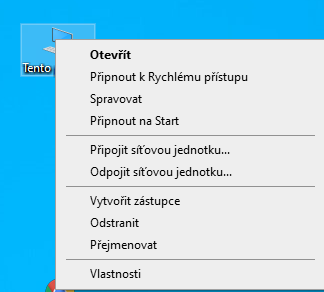 Tento
Otevřít
Připnout k Rychlému přístupu
Spravovat
Připnout na Start
Připojit síťovou jednotku...
Odpojit síťovou jednotku...
Vytvořit zástupce
Odstranit
Přejmenovat
Vlastnosti